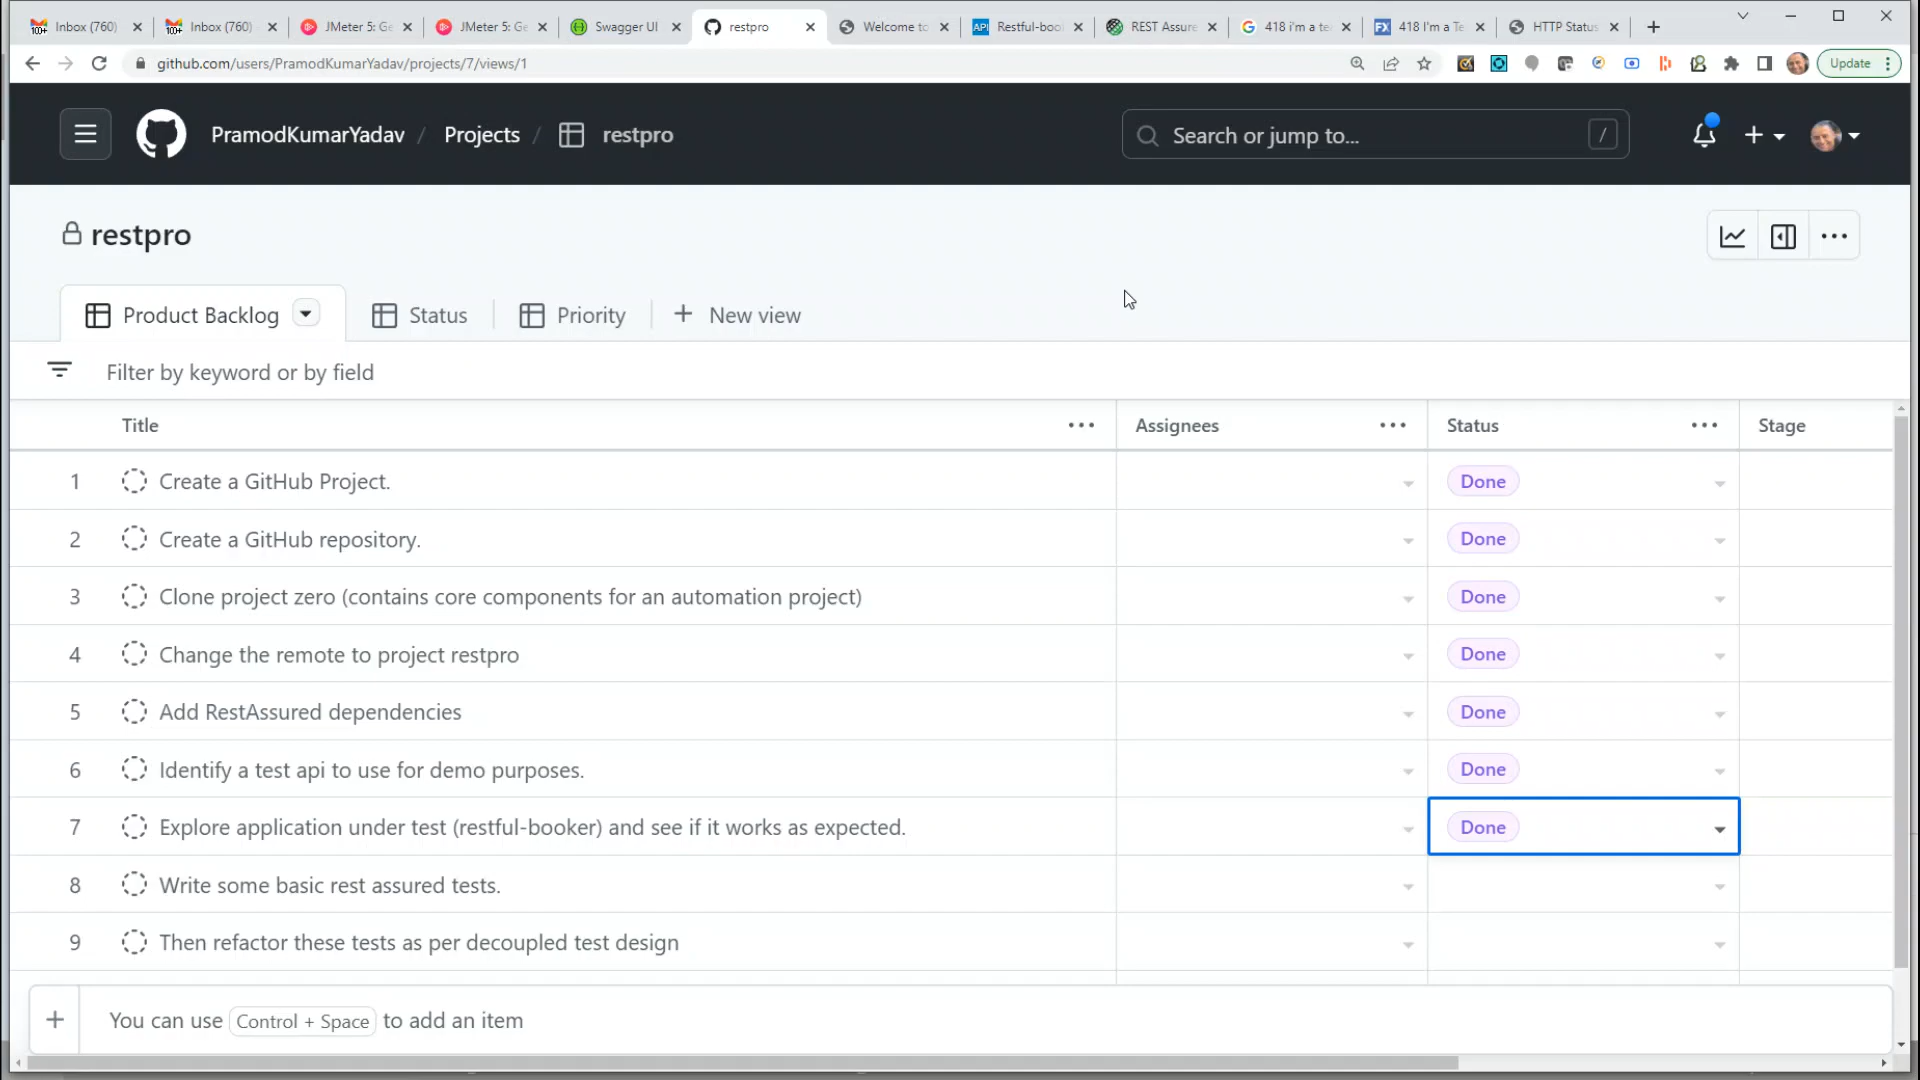 Inbox (760)
Inbox (760)
JMeter 5: Ge
JMeter 5: Ge
Swagger UI
restpro
Welcome to
Restful-boo
REST Assure
418 i'm a te
418 I'm a Te
HTTP Status
github.com/users/PramodKumarYadav/projects/7/views/1
Update
PramodKumarYadav / Projects / restpro
Search or jump to...
/
restpro
Product Backlog
Status
Priority
New view
Filter by keyword or by field
Title
Assignees
Status
Stage
1 Create a GitHub Project. Done
2 Create a GitHub repository. Done
3 Clone project zero (contains core components for an automation project) Done
4 Change the remote to project restpro Done
5 Add RestAssured dependencies Done
6 Identify a test api to use for demo purposes. Done
7 Explore application under test (restful-booker) and see if it works as expected. Done
8 Write some basic rest assured tests.
9 Then refactor these tests as per decoupled test design
You can use Control + Space to add an item